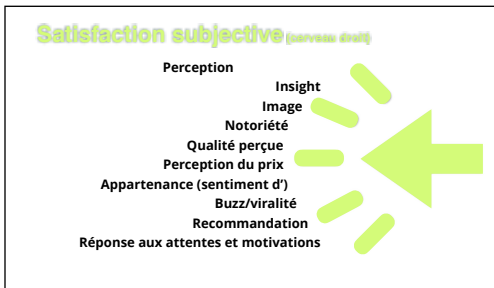 Satisfaction subjective (cerveau droit)
Perception
Insight
Image
Notoriété
Qualité perçue
Perception du prix
Appartenance (sentiment d’)
Buzz/viralité
Recommandation
Réponse aux attentes et motivations